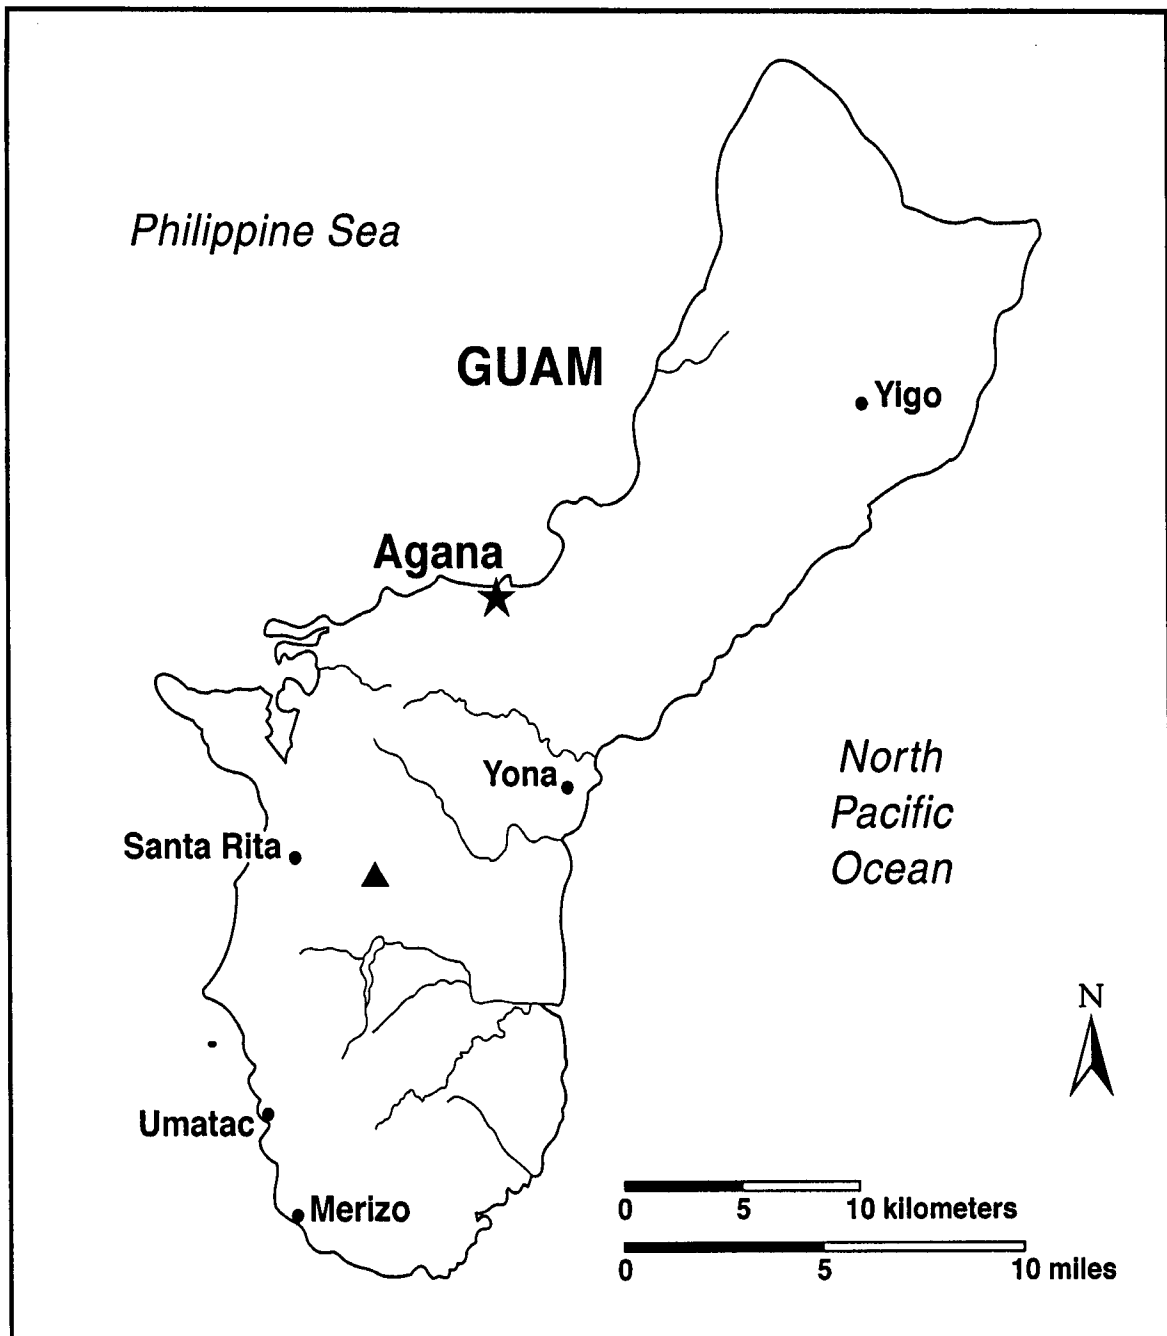 Philippine Sea
GUAM
Yigo
Agana
Yona
North
Pacific
Ocean
Santa Rita
N
Umatac
Merizo
0 5 10 kilometers
0 5 10 miles